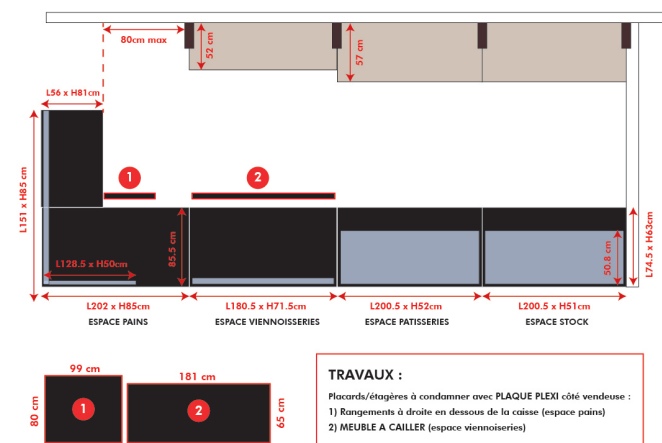 80cm max
52 cm
57 cm
L56 x H81cm
L151 x H85 cm
1
2
L128.5 x H50cm
85.5 cm
50.8 cm
L74.5 x H63cm
L202 x H85cm
L180.5 x H71.5cm
L200.5 x H52cm
L200.5 x H51cm
ESPACE PAINS
ESPACE VIENNOISSERIES
ESPACE PATISSERIES
ESPACE STOCK
99 cm
181 cm
80 cm
1
2
65 cm
TRAVAUX :
Placards/étagères à condamner avec PLAQUE PLEXI côté vendeuse :
1) Rangements à droite en dessous de la caisse (espace pains)
2) MEUBLE A CAILLER (espace viennoiseries)